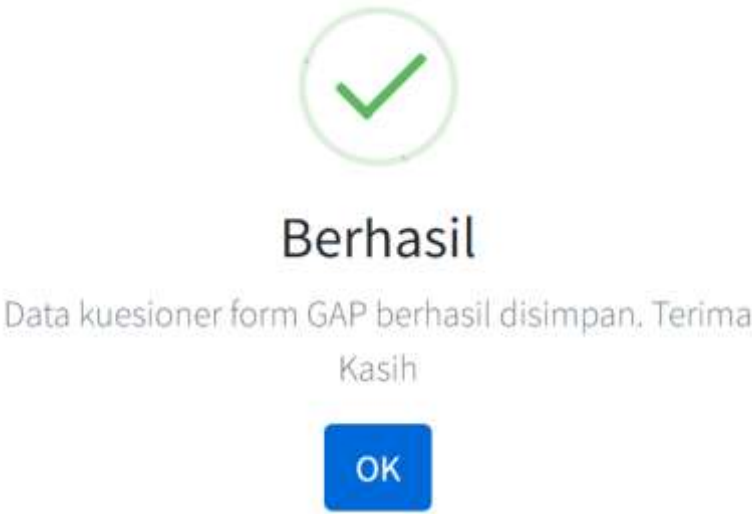 Berhasil
Data kuesioner form GAP berhasil disimpan. Terima
Kasih
OK